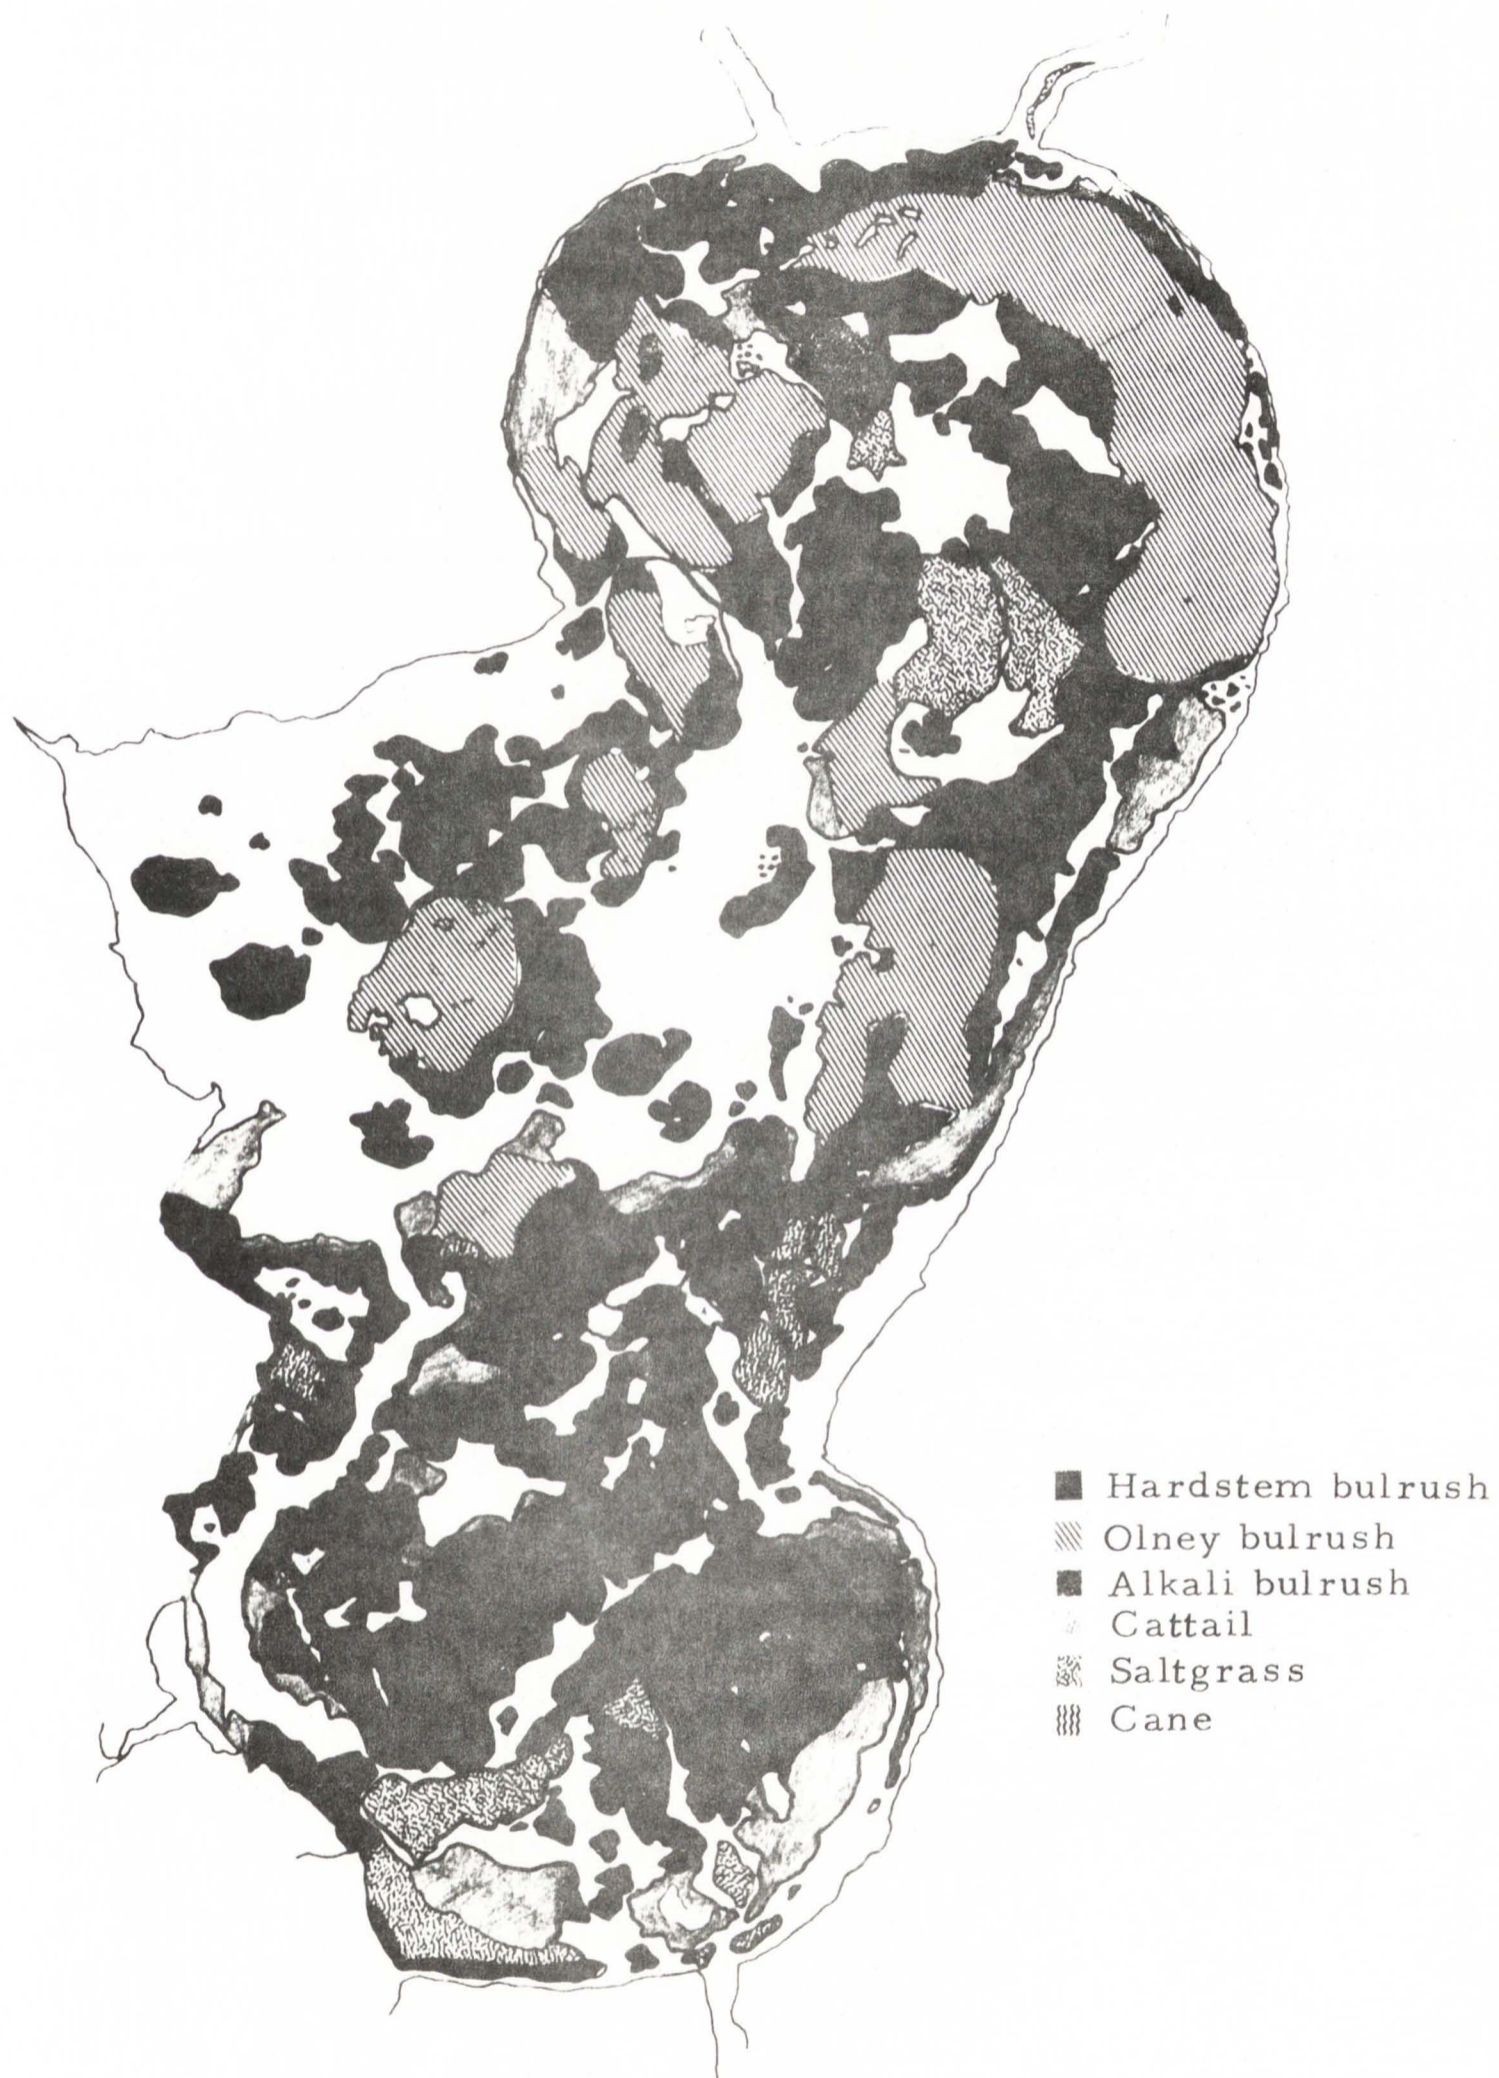 Hardstem bulrush
Olney bulrush
Alkali bulrush
Cattail
Saltgrass
Cane